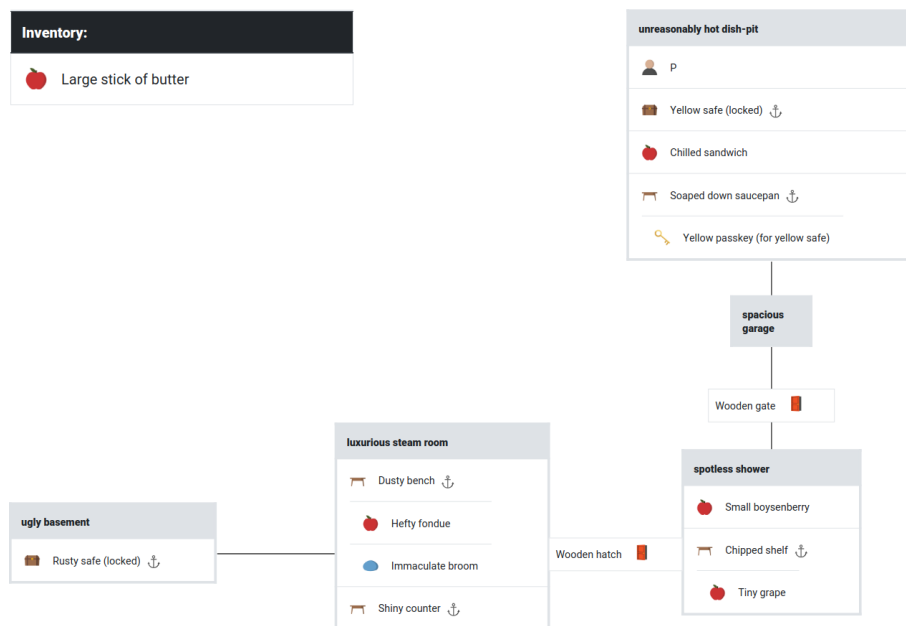 Inventory:
Large stick of butter
unreasonably hot dish-pit
P
Yellow safe (locked)
Chilled sandwich
Soaped down saucepan
Yellow passkey (for yellow safe)
spacious
garage
Wooden gate
spotless shower
Small boysenberry
Chipped shelf
Tiny grape
Wooden hatch
luxurious steam room
Dusty bench
Hefty fondue
Immaculate broom
Shiny counter
ugly basement
Rusty safe (locked)